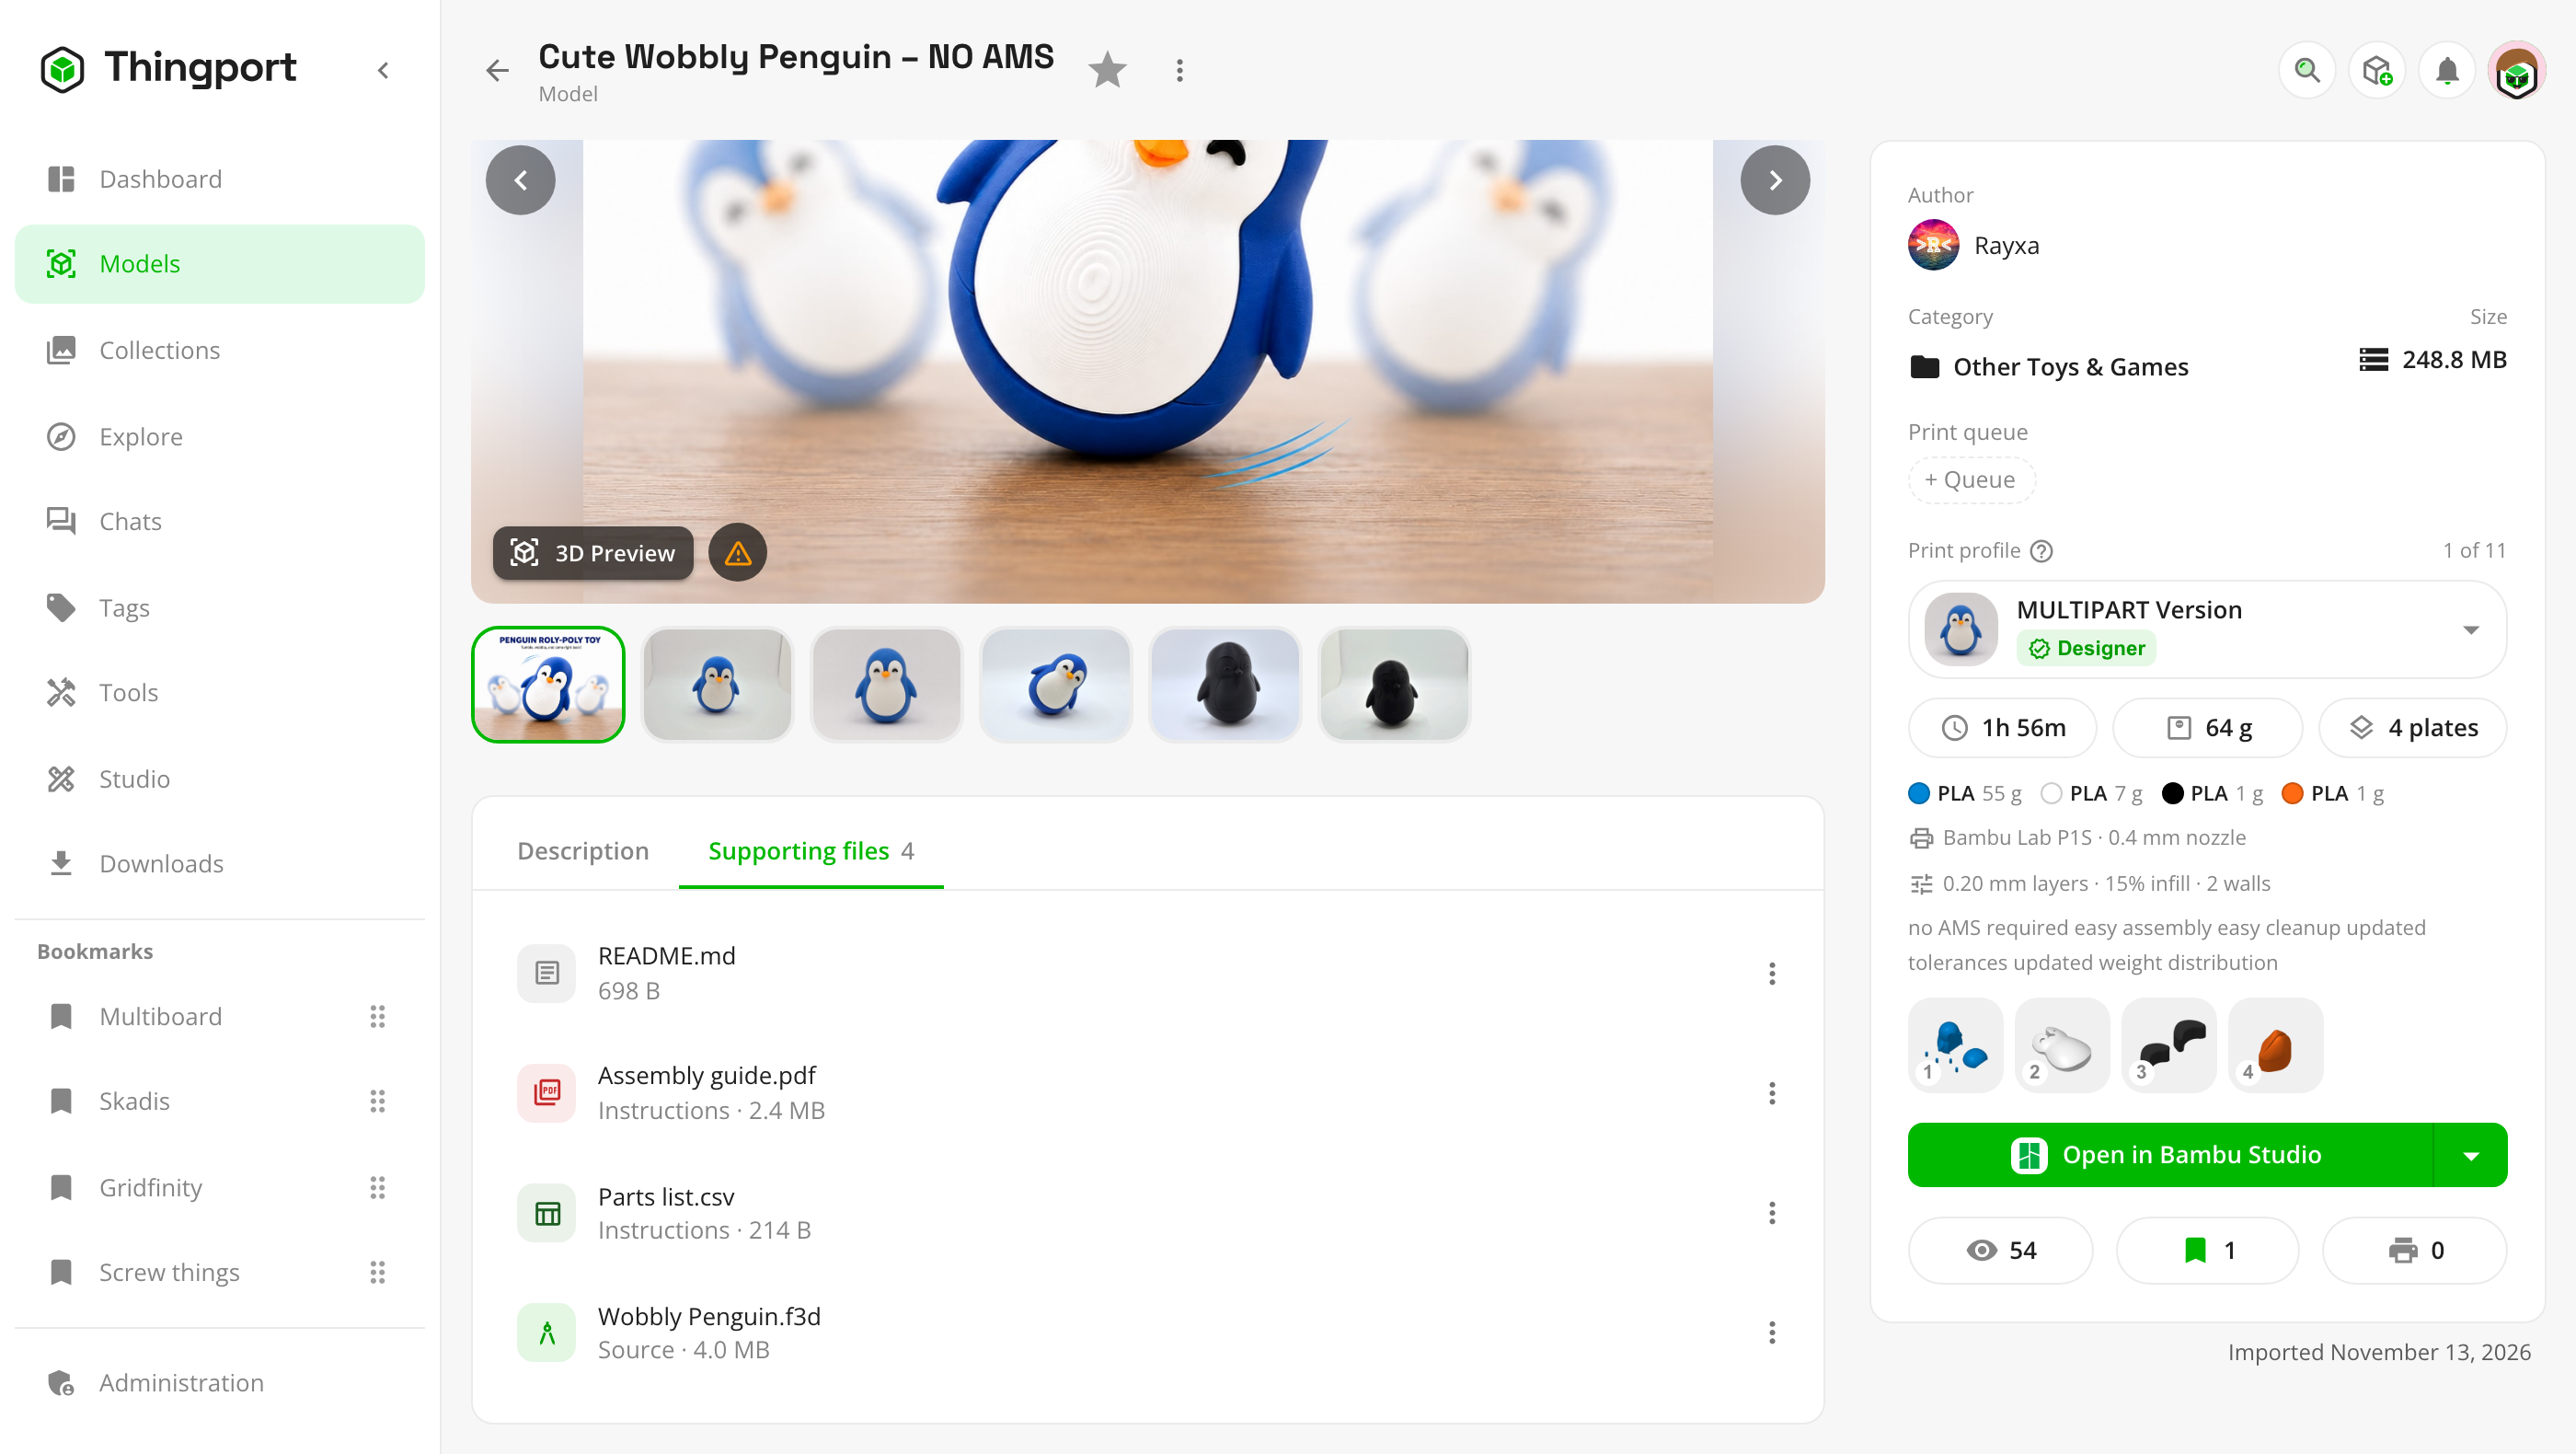 Thingport
Cute Wobbly Penguin – NO AMS
Model
Dashboard
Models
Collections
Explore
Chats
Tags
Tools
Studio
Downloads
Bookmarks
Multiboard
Skadis
Gridfinity
Screw things
Administration
3D Preview
PENGUIN ROLY-POLY TOY
Description
Supporting files 4
README.md
698 B
Assembly guide.pdf
Instructions · 2.4 MB
Parts list.csv
Instructions · 214 B
Wobbly Penguin.f3d
Source · 4.0 MB
Author
>R< Rayxa
Category Size
Other Toys & Games 248.8 MB
Print queue
+ Queue
Print profile 1 of 11
MULTIPART Version
Designer
1h 56m 64 g 4 plates
PLA 55 g PLA 7 g PLA 1 g PLA 1 g
Bambu Lab P1S · 0.4 mm nozzle
0.20 mm layers · 15% infill · 2 walls
no AMS required easy assembly easy cleanup updated
tolerances updated weight distribution
1 2 3 4
Open in Bambu Studio
54 1 0
Imported November 13, 2026